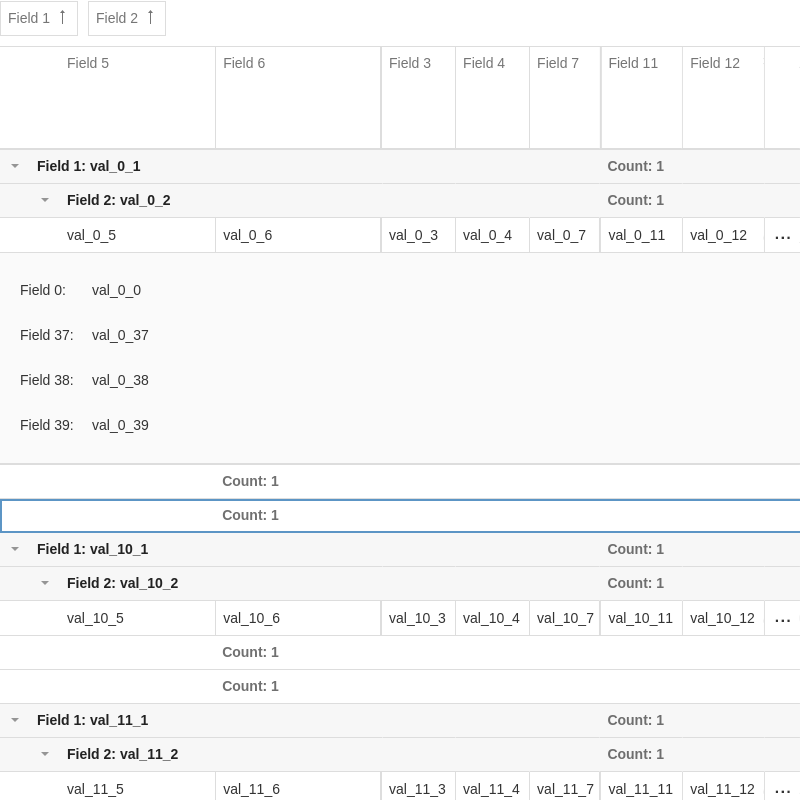 Field 1 ↑ Field 2 ↑
Field 5 Field 6 Field 3 Field 4 Field 7 Field 11 Field 12
Field 1: val_0_1 Count: 1
Field 2: val_0_2 Count: 1
val_0_5 val_0_6 val_0_3 val_0_4 val_0_7 val_0_11 val_0_12 ...
Field 0: val_0_0
Field 37: val_0_37
Field 38: val_0_38
Field 39: val_0_39
Count: 1
Count: 1
Field 1: val_10_1 Count: 1
Field 2: val_10_2 Count: 1
val_10_5 val_10_6 val_10_3 val_10_4 val_10_7 val_10_11 val_10_12 ...
Count: 1
Count: 1
Field 1: val_11_1 Count: 1
Field 2: val_11_2 Count: 1
val_11_5 val_11_6 val_11_3 val_11_4 val_11_7 val_11_11 val_11_12 ...